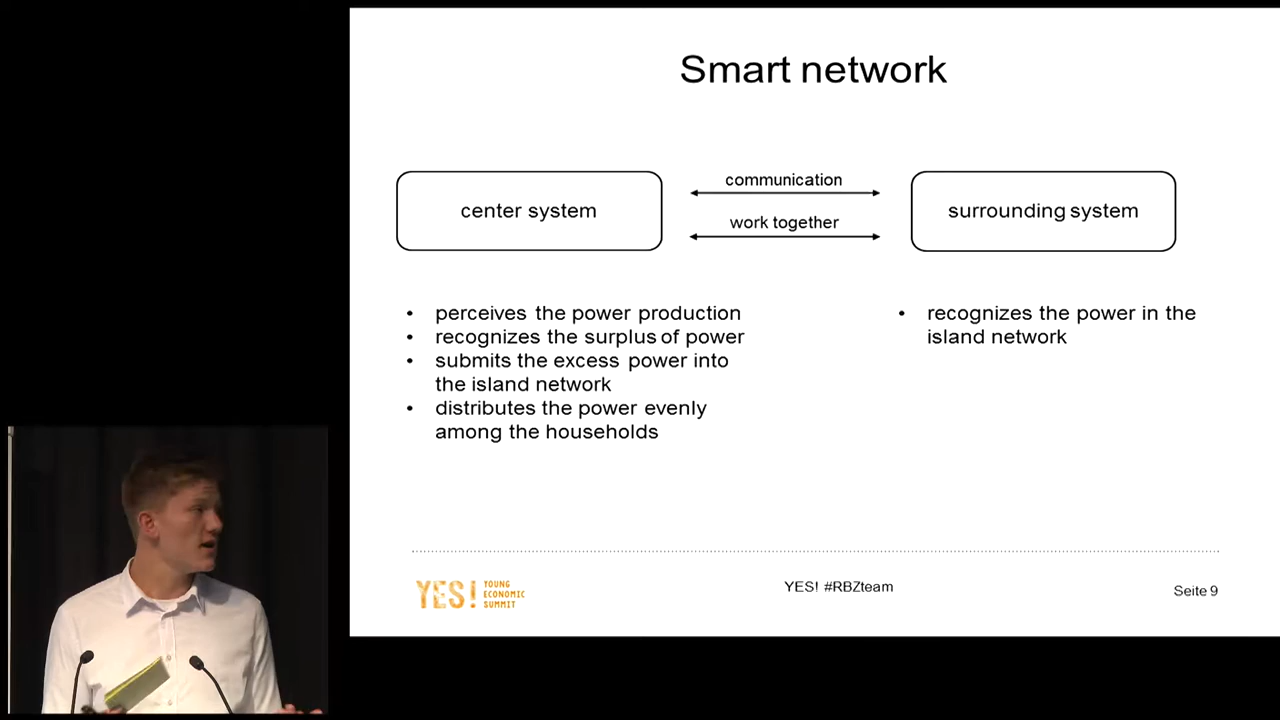 Smart network
center system
communication
work together
surrounding system
• perceives the power production
• recognizes the surplus of power
• submits the excess power into
the island network
• distributes the power evenly
among the households
• recognizes the power in the
island network
YES! YOUNG
ECONOMIC
SUMMIT
YES! #RBZteam
Seite 9